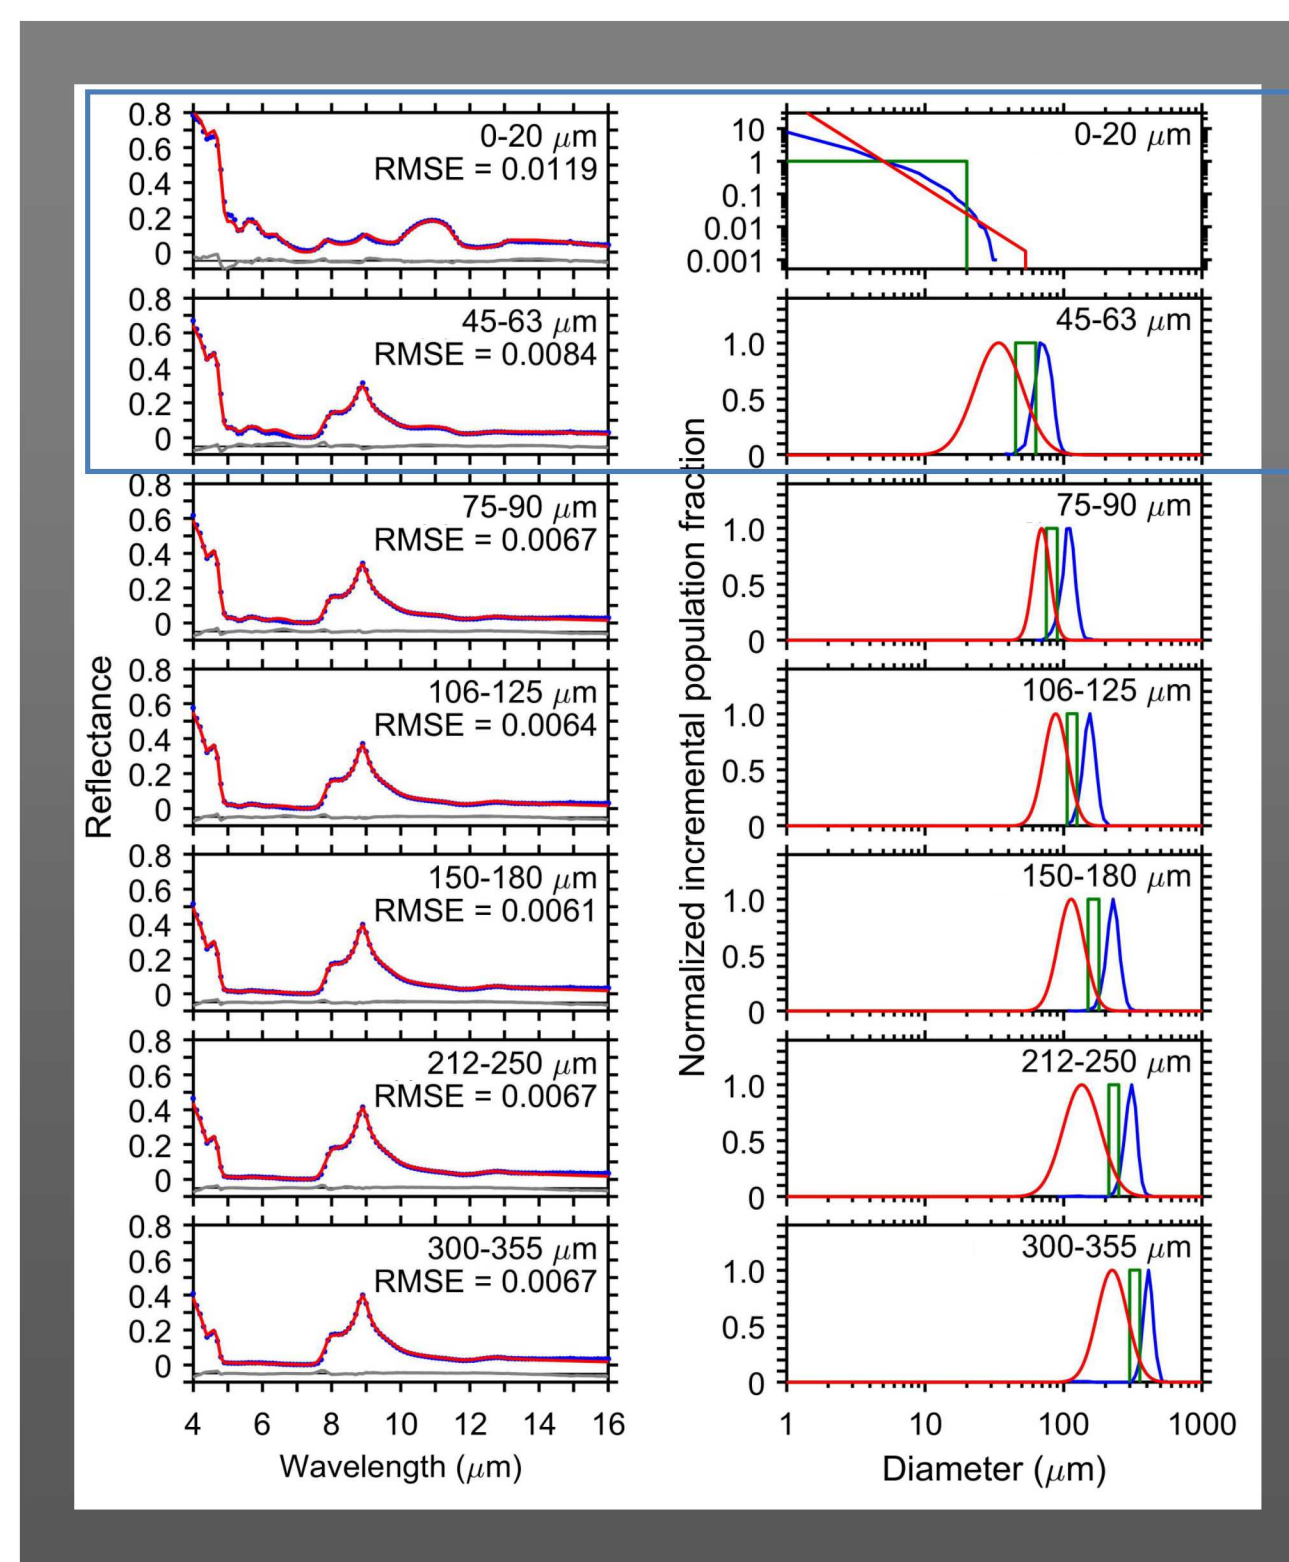 0.8
0.6
0.4
0.2
0
0-20 μm
RMSE = 0.0119
10
1
0.1
0.01
0.001
0-20 μm
0.8
0.6
0.4
0.2
0
45-63 μm
RMSE = 0.0084
1.0
0.5
0
45-63 μm
0.8
0.6
0.4
0.2
0
75-90 μm
RMSE = 0.0067
1.0
0.5
0
75-90 μm
0.8
0.6
0.4
0.2
0
106-125 μm
RMSE = 0.0064
1.0
0.5
0
106-125 μm
0.8
0.6
0.4
0.2
0
150-180 μm
RMSE = 0.0061
1.0
0.5
0
150-180 μm
0.8
0.6
0.4
0.2
0
212-250 μm
RMSE = 0.0067
1.0
0.5
0
212-250 μm
0.8
0.6
0.4
0.2
0
300-355 μm
RMSE = 0.0067
1.0
0.5
0
300-355 μm
Reflectance
Normalized incremental population fraction
4 6 8 10 12 14 16
Wavelength (μm)
1 10 100 1000
Diameter (μm)